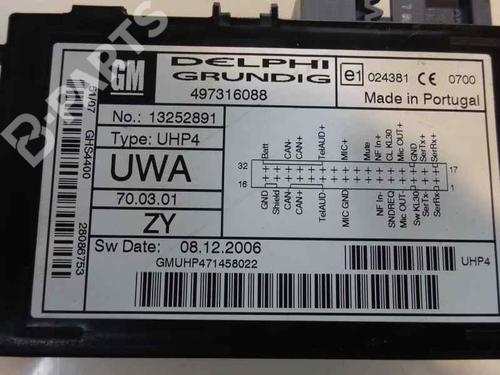 B-PARTS
GM
DELPHI
GRUNDIG
497316088
e1 024381 CE 0700
Made in Portugal
51/07 GHS4400 28086753
No.: 13252891
Type: UHP4
UWA
70.03.01
ZY
Sw Date: 08.12.2006
GMUHP471458022
UHP4
Batt CAN+ CAN+ TelAUD+ MIC+ Mute NF In+ CL KL30 Mic OUT+ GND SerTx+ SerRx+
32 17
16 1
GND Shield CAN- CAN- TelAUD- MIC GND NF In- SNDREQ Mic OUT- Sw KL30 SerTx- SerRx-